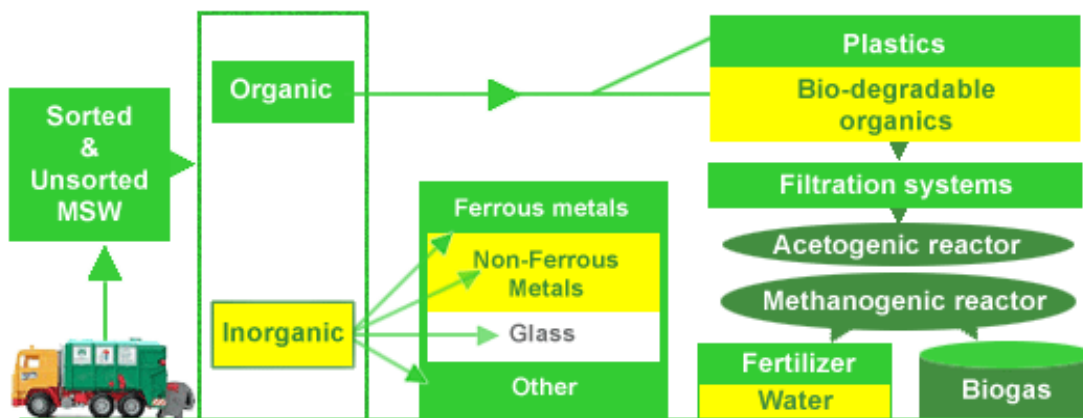 Sorted
&
Unsorted
MSW
Organic
Inorganic
Ferrous metals
Non-Ferrous
Metals
Glass
Other
Plastics
Bio-degradable
organics
Filtration systems
Acetogenic reactor
Methanogenic reactor
Fertilizer
Water
Biogas